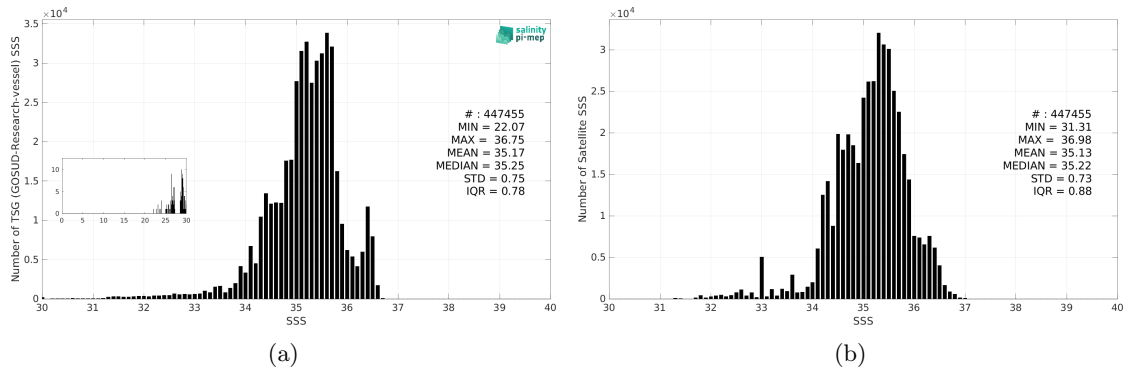 ×10⁴
3.5
3
2.5
2
1.5
1
0.5
0
Number of TSG (GOSUD-Research-vessel) SSS
salinity
pi-mep
# : 447455
MIN = 22.07
MAX = 36.75
MEAN = 35.17
MEDIAN = 35.25
STD = 0.75
IQR = 0.78
10
5
0
0 5 10 15 20 25 30
30 31 32 33 34 35 36 37 38 39 40
SSS
(a)
×10⁴
3
2.5
2
1.5
1
0.5
0
Number of Satellite SSS
# : 447455
MIN = 31.31
MAX = 36.98
MEAN = 35.13
MEDIAN = 35.22
STD = 0.73
IQR = 0.88
30 31 32 33 34 35 36 37 38 39 40
SSS
(b)